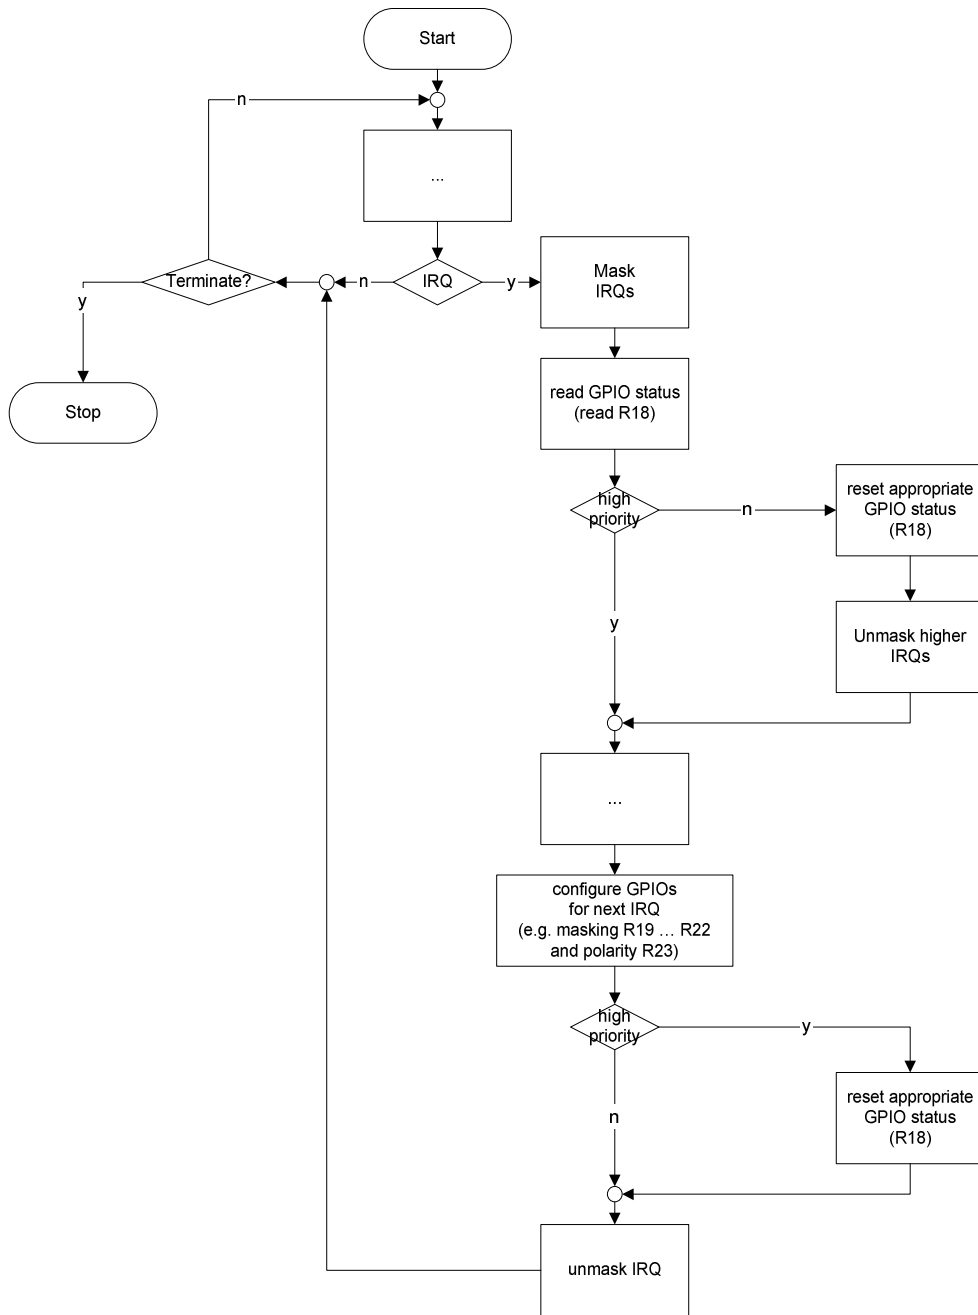 Start
n
...
Terminate?
n
IRQ
y
Mask
IRQs
y
Stop
read GPIO status
(read R18)
high
priority
n
reset appropriate
GPIO status
(R18)
y
Unmask higher
IRQs
...
configure GPIOs
for next IRQ
(e.g. masking R19 ... R22
and polarity R23)
high
priority
y
n
reset appropriate
GPIO status
(R18)
unmask IRQ